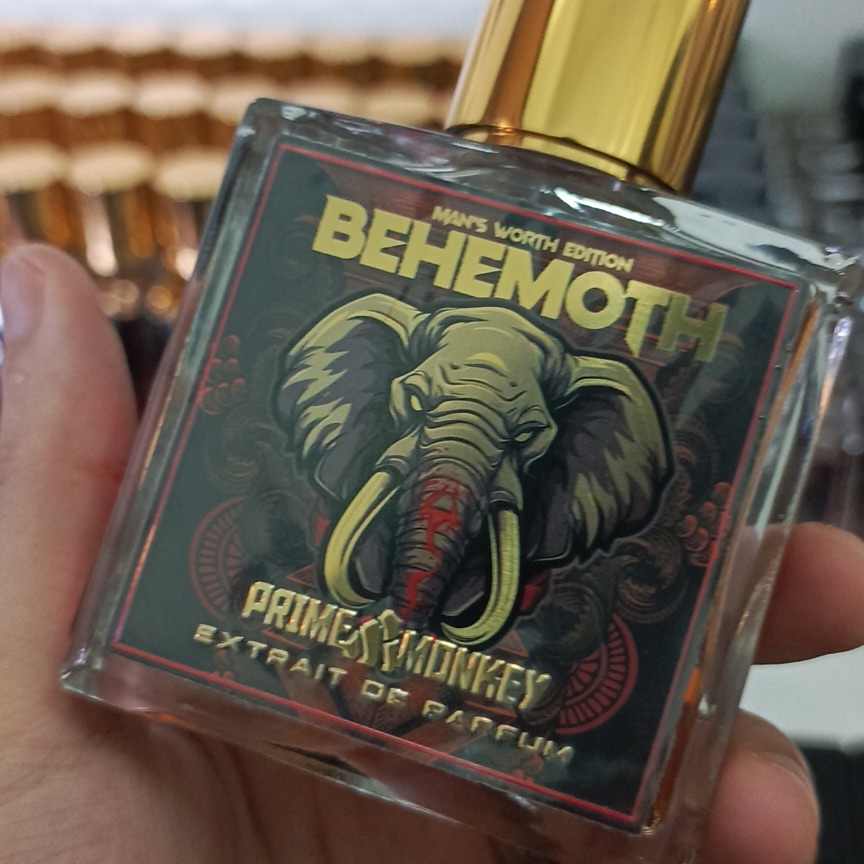 MAN'S WORTH EDITION
BEHEMOTH
PRIME MONKEY
EXTRAIT DE PARFUM